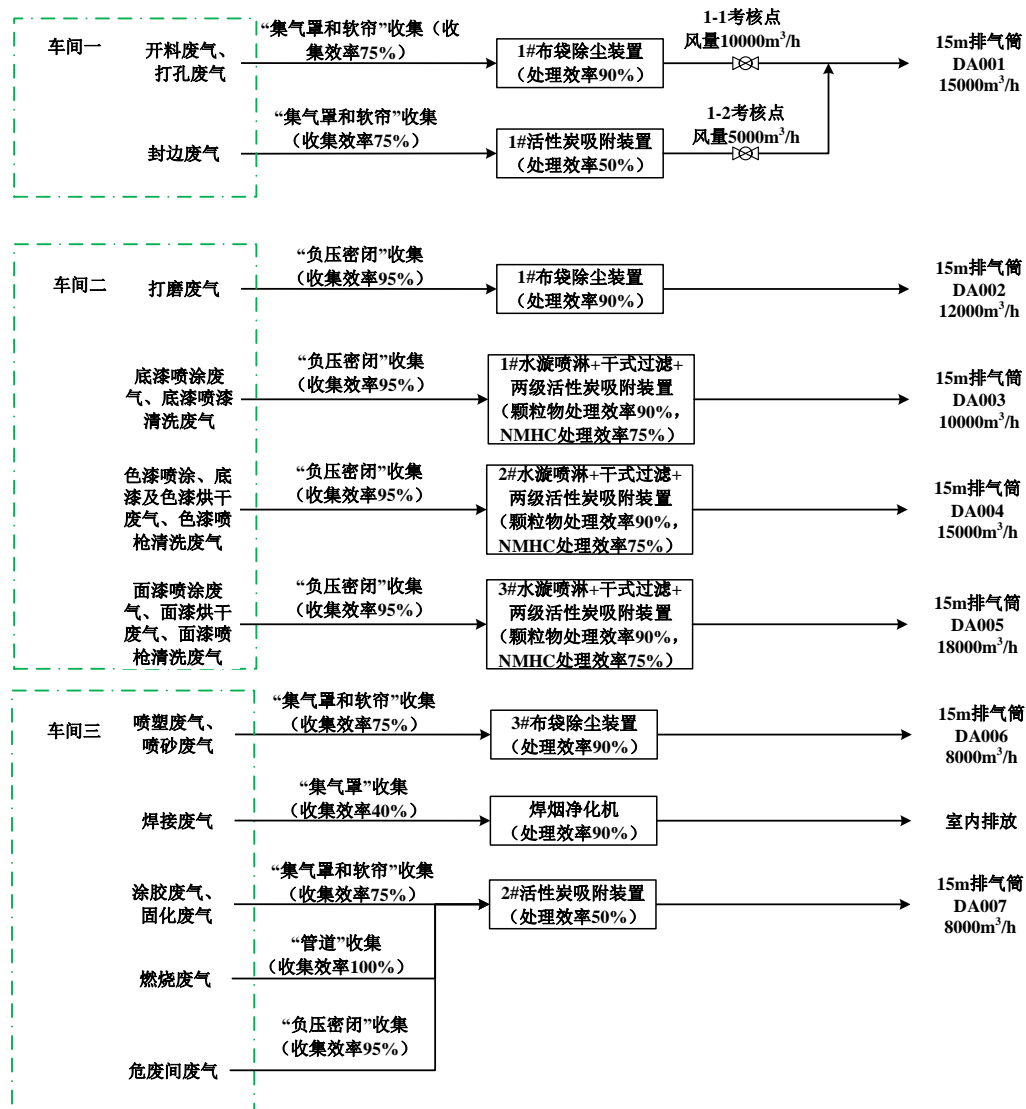 车间一
开料废气、
打孔废气
“集气罩和软帘”收集（收
集效率75%）
1#布袋除尘装置
（处理效率90%）
1-1考核点
风量10000m³/h
15m排气筒
DA001
15000m³/h
封边废气
“集气罩和软帘”收集
（收集效率75%）
1#活性炭吸附装置
（处理效率50%）
1-2考核点
风量5000m³/h
车间二
打磨废气
“负压密闭”收集
（收集效率95%）
1#布袋除尘装置
（处理效率90%）
15m排气筒
DA002
12000m³/h
底漆喷涂废
气、底漆喷漆
清洗废气
“负压密闭”收集
（收集效率95%）
1#水漩喷淋+干式过滤+
两级活性炭吸附装置
（颗粒物处理效率90%，
NMHC处理效率75%）
15m排气筒
DA003
10000m³/h
色漆喷涂、底
漆及色漆烘干
废气、色漆喷
枪清洗废气
“负压密闭”收集
（收集效率95%）
2#水漩喷淋+干式过滤+
两级活性炭吸附装置
（颗粒物处理效率90%，
NMHC处理效率75%）
15m排气筒
DA004
15000m³/h
面漆喷涂废
气、面漆烘干
废气、面漆喷
枪清洗废气
“负压密闭”收集
（收集效率95%）
3#水漩喷淋+干式过滤+
两级活性炭吸附装置
（颗粒物处理效率90%，
NMHC处理效率75%）
15m排气筒
DA005
18000m³/h
车间三
喷塑废气、
喷砂废气
“集气罩和软帘”收集
（收集效率75%）
3#布袋除尘装置
（处理效率90%）
15m排气筒
DA006
8000m³/h
焊接废气
“集气罩”收集
（收集效率40%）
焊烟净化机
（处理效率90%）
室内排放
涂胶废气、
固化废气
“集气罩和软帘”收集
（收集效率75%）
2#活性炭吸附装置
（处理效率50%）
15m排气筒
DA007
8000m³/h
燃烧废气
“管道”收集
（收集效率100%）
危废间废气
“负压密闭”收集
（收集效率95%）